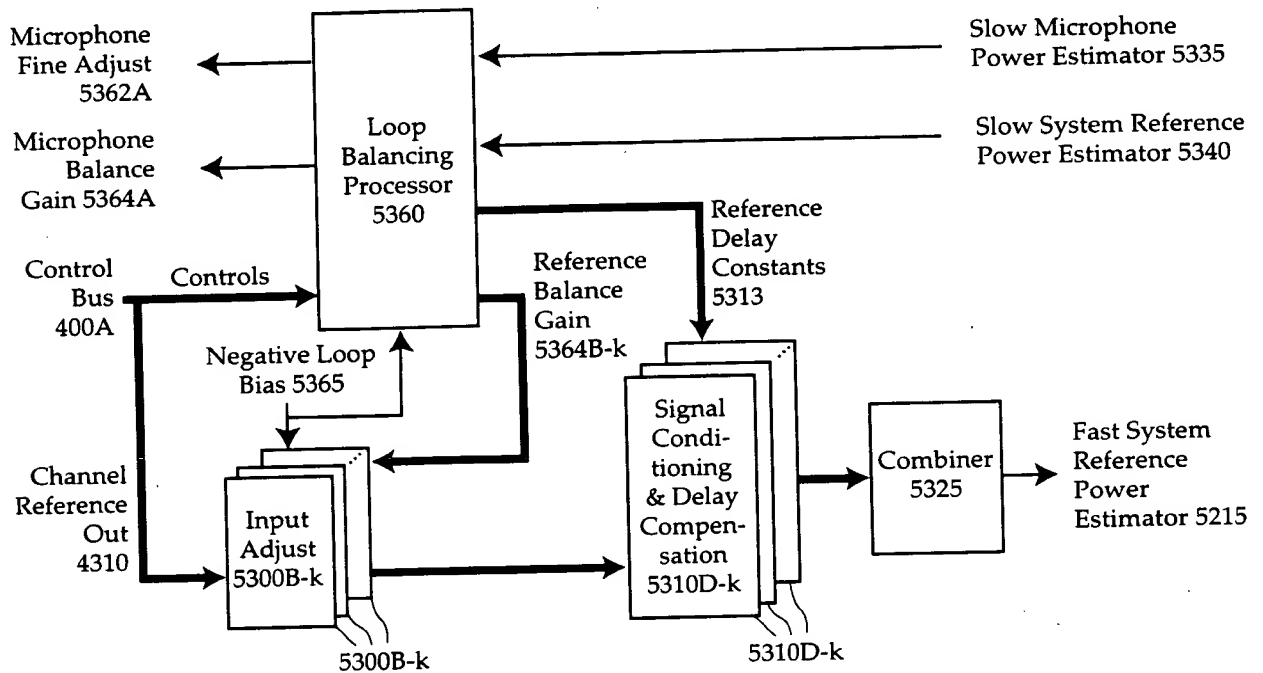 Microphone
Fine Adjust
5362A
Microphone
Balance
Gain 5364A
Loop
Balancing
Processor
5360
Slow Microphone
Power Estimator 5335
Slow System Reference
Power Estimator 5340
Control
Bus
400A
Controls
Reference
Delay
Constants
5313
Reference
Balance
Gain
5364B-k
Negative Loop
Bias 5365
Channel
Reference
Out
4310
Input
Adjust
5300B-k
5300B-k
Signal
Condi-
tioning
& Delay
Compen-
sation
5310D-k
5310D-k
Combiner
5325
Fast System
Reference
Power
Estimator 5215